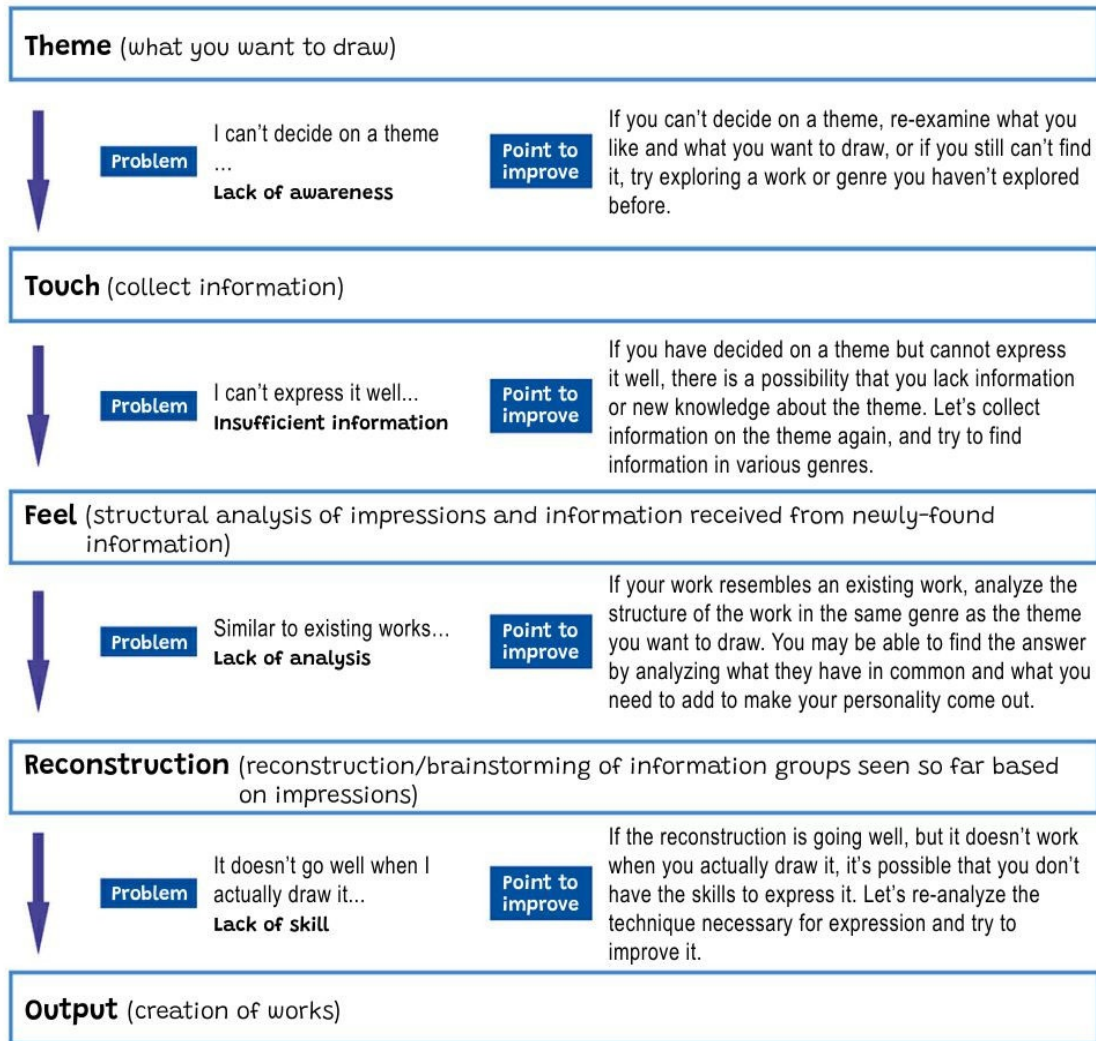 Theme (what you want to draw)
Problem
I can't decide on a theme
...
Lack of awareness
Point to
improve
If you can't decide on a theme, re-examine what you
like and what you want to draw, or if you still can't find
it, try exploring a work or genre you haven't explored
before.
Touch (collect information)
Problem
I can't express it well...
Insufficient information
Point to
improve
If you have decided on a theme but cannot express
it well, there is a possibility that you lack information
or new knowledge about the theme. Let's collect
information on the theme again, and try to find
information in various genres.
Feel (structural analysis of impressions and information received from newly-found
information)
Problem
Similar to existing works...
Lack of analysis
Point to
improve
If your work resembles an existing work, analyze the
structure of the work in the same genre as the theme
you want to draw. You may be able to find the answer
by analyzing what they have in common and what you
need to add to make your personality come out.
Reconstruction (reconstruction/brainstorming of information groups seen so far based
on impressions)
Problem
It doesn't go well when I
actually draw it...
Lack of skill
Point to
improve
If the reconstruction is going well, but it doesn't work
when you actually draw it, it's possible that you don't
have the skills to express it. Let's re-analyze the
technique necessary for expression and try to
improve it.
Output (creation of works)